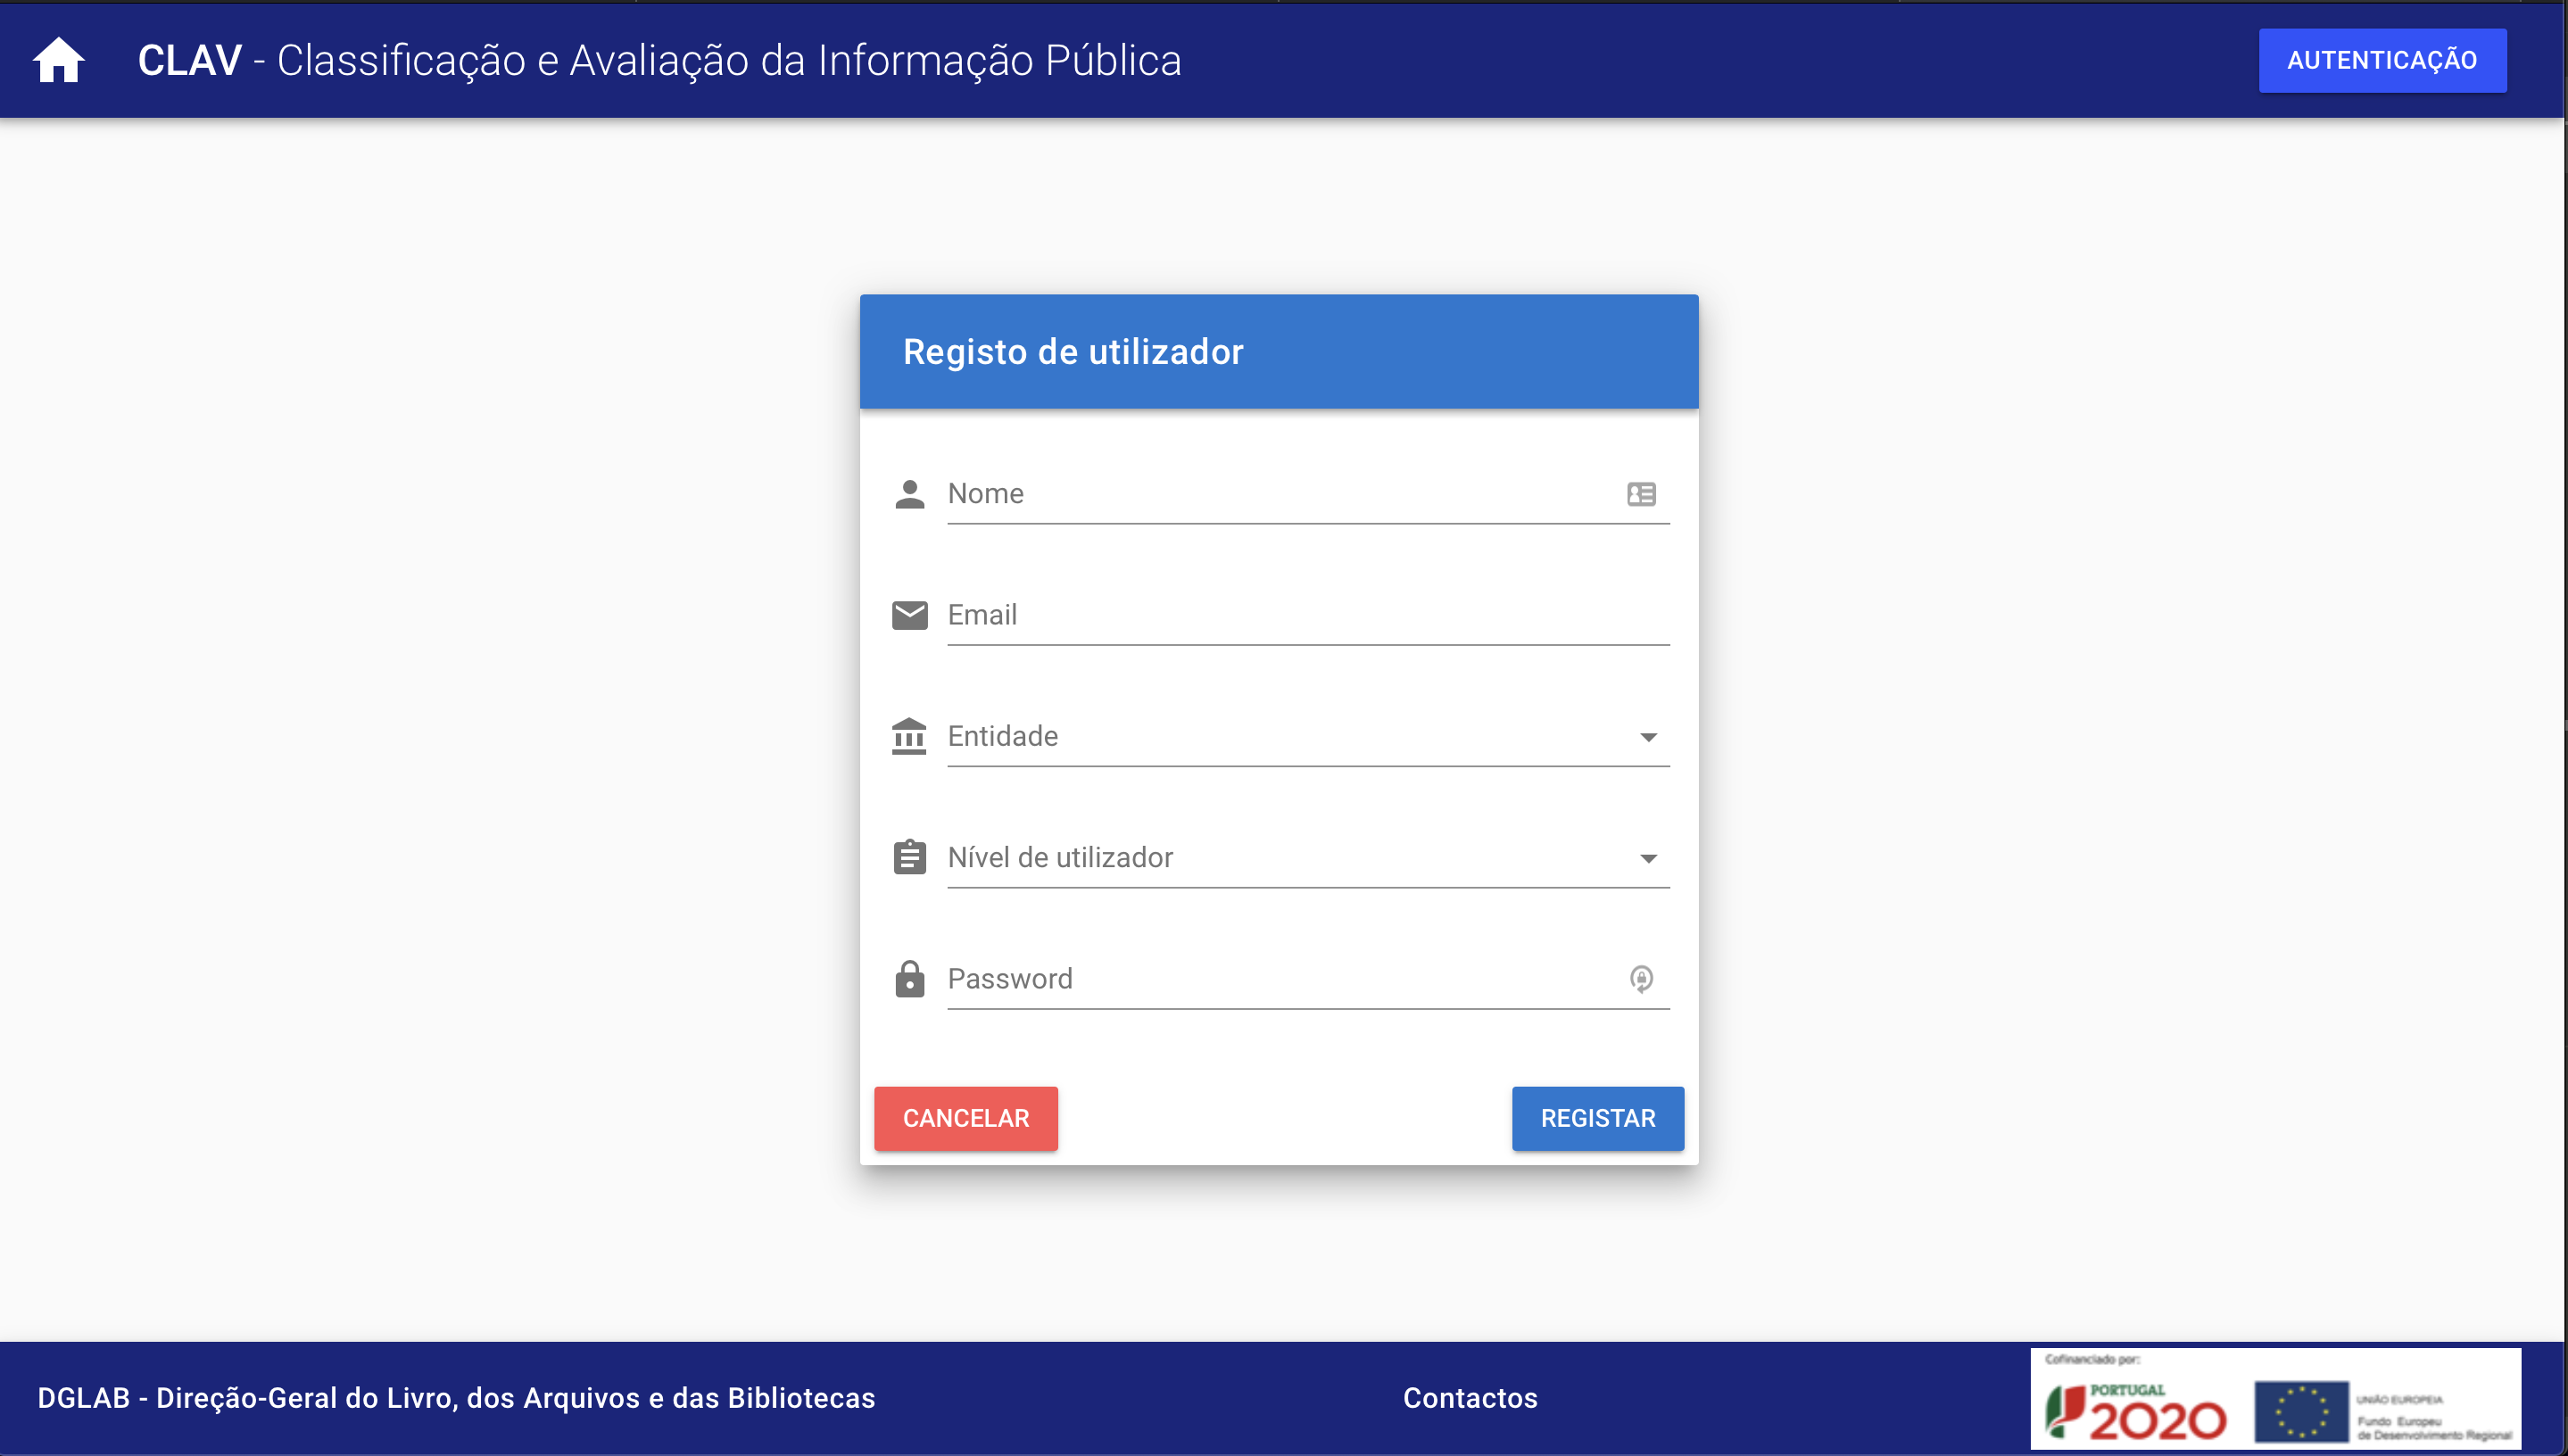 CLAV - Classificação e Avaliação da Informação Pública
AUTENTICAÇÃO
Registo de utilizador
Nome
Email
Entidade
Nível de utilizador
Password
CANCELAR
REGISTAR
DGLAB - Direção-Geral do Livro, dos Arquivos e das Bibliotecas
Contactos
Cofinanciado por:
PORTUGAL
2020
UNIÃO EUROPEIA
Fundo Europeu
de Desenvolvimento Regional